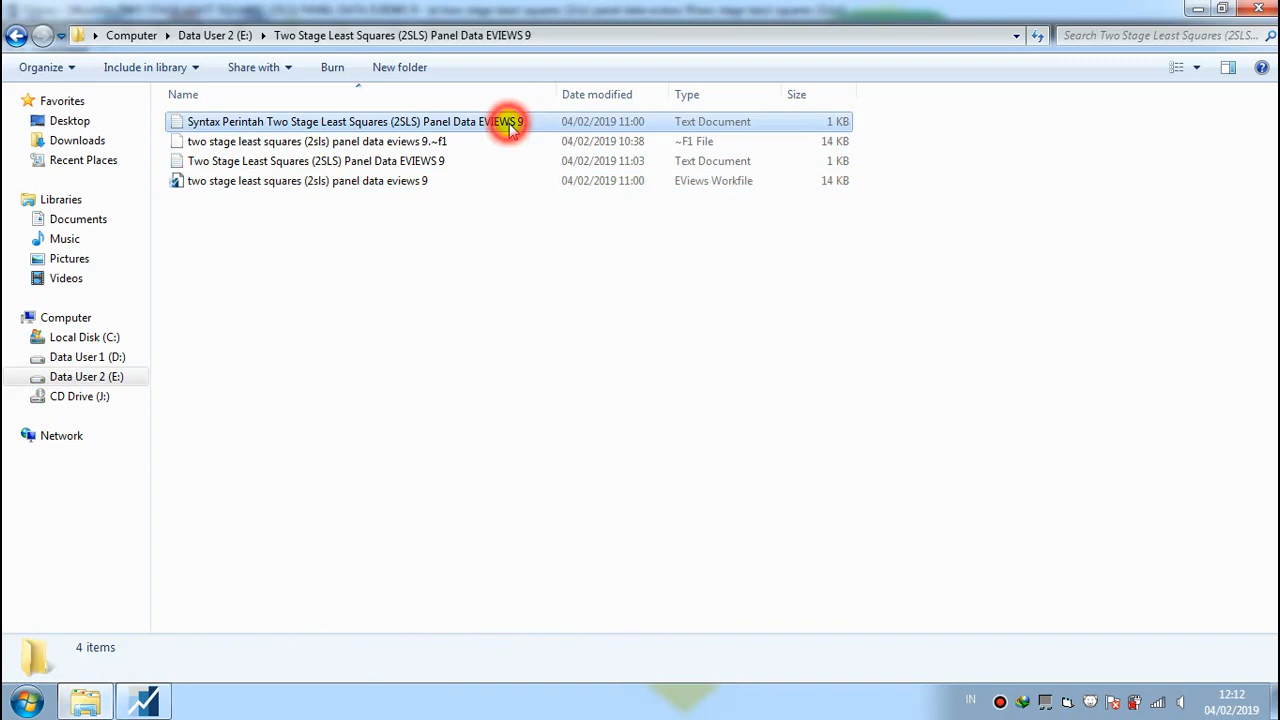 Computer Data User 2 (E:) Two Stage Least Squares (2SLS) Panel Data EVIEWS 9 Search Two Stage Least Squares (2SLS...
Organize Include in library Share with Burn New folder
Name Date modified Type Size
Favorites
Desktop
Downloads
Recent Places
Libraries
Documents
Music
Pictures
Videos
Computer
Local Disk (C:)
Data User 1 (D:)
Data User 2 (E:)
CD Drive (J:)
Network
Syntax Perintah Two Stage Least Squares (2SLS) Panel Data EVIEWS 9 04/02/2019 11:00 Text Document 1 KB
two stage least squares (2sls) panel data eviews 9.~f1 04/02/2019 10:38 ~F1 File 14 KB
Two Stage Least Squares (2SLS) Panel Data EVIEWS 9 04/02/2019 11:03 Text Document 1 KB
two stage least squares (2sls) panel data eviews 9 04/02/2019 11:00 EViews Workfile 14 KB
4 items
IN
12:12
04/02/2019